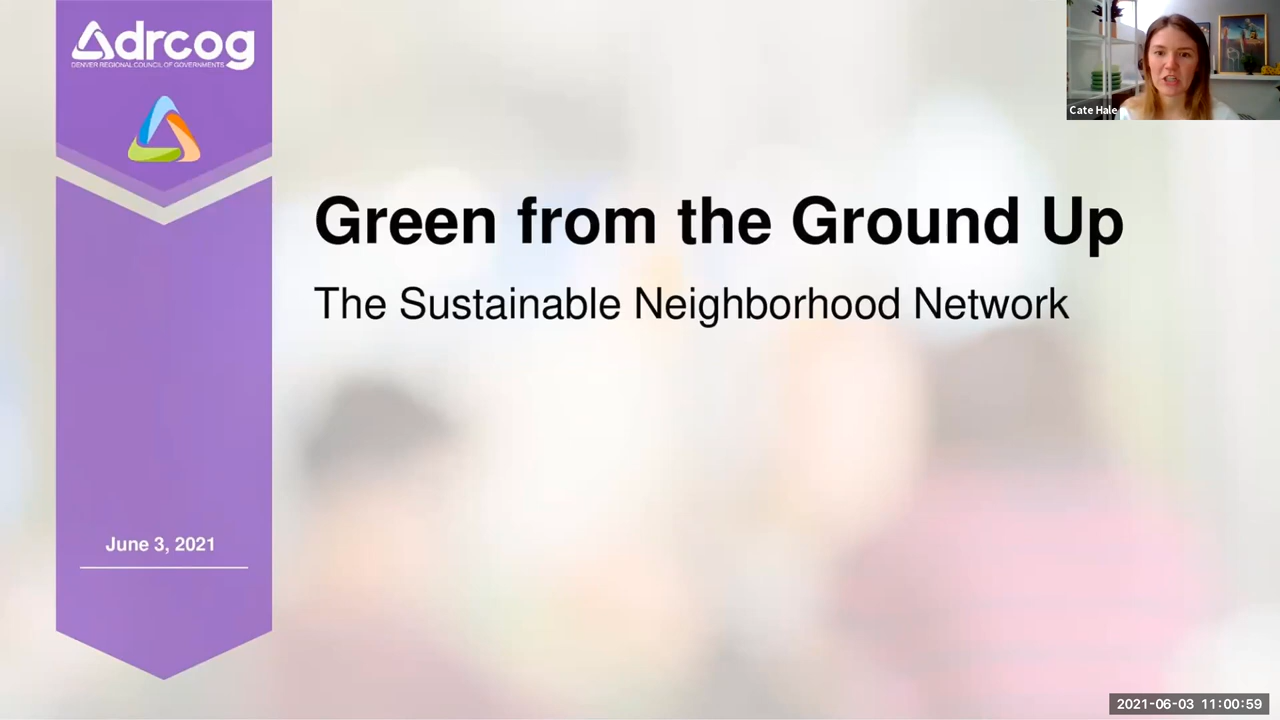 drcog
DENVER REGIONAL COUNCIL OF GOVERNMENTS
Cate Hale
Green from the Ground Up
The Sustainable Neighborhood Network
June 3, 2021
2021-06-03 11:00:59